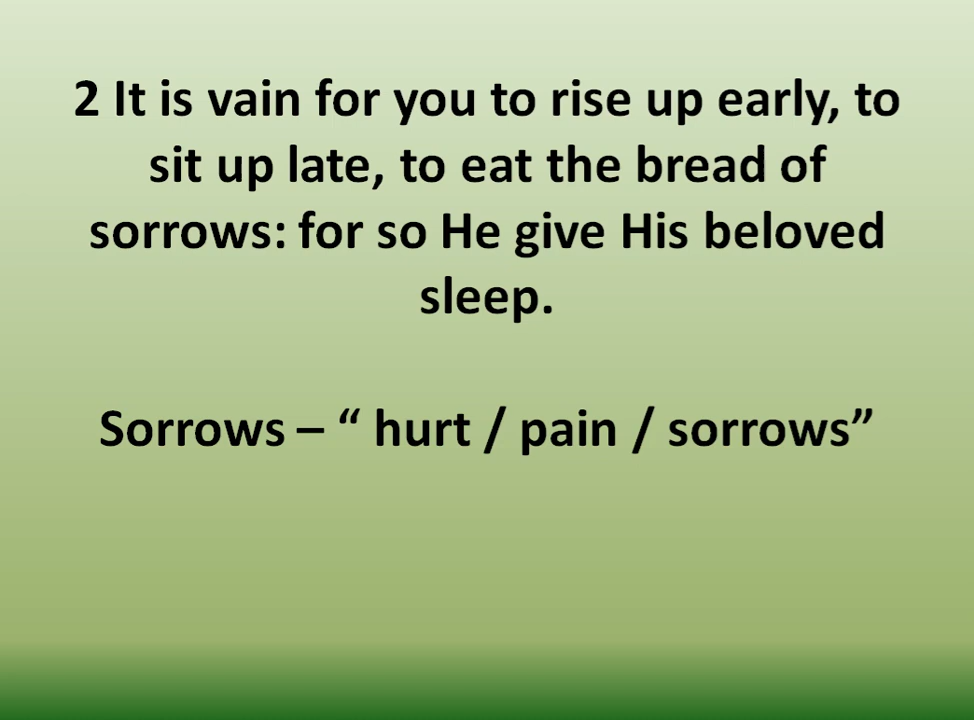 2 It is vain for you to rise up early, to
sit up late, to eat the bread of
sorrows: for so He give His beloved
sleep.
Sorrows – “ hurt / pain / sorrows”